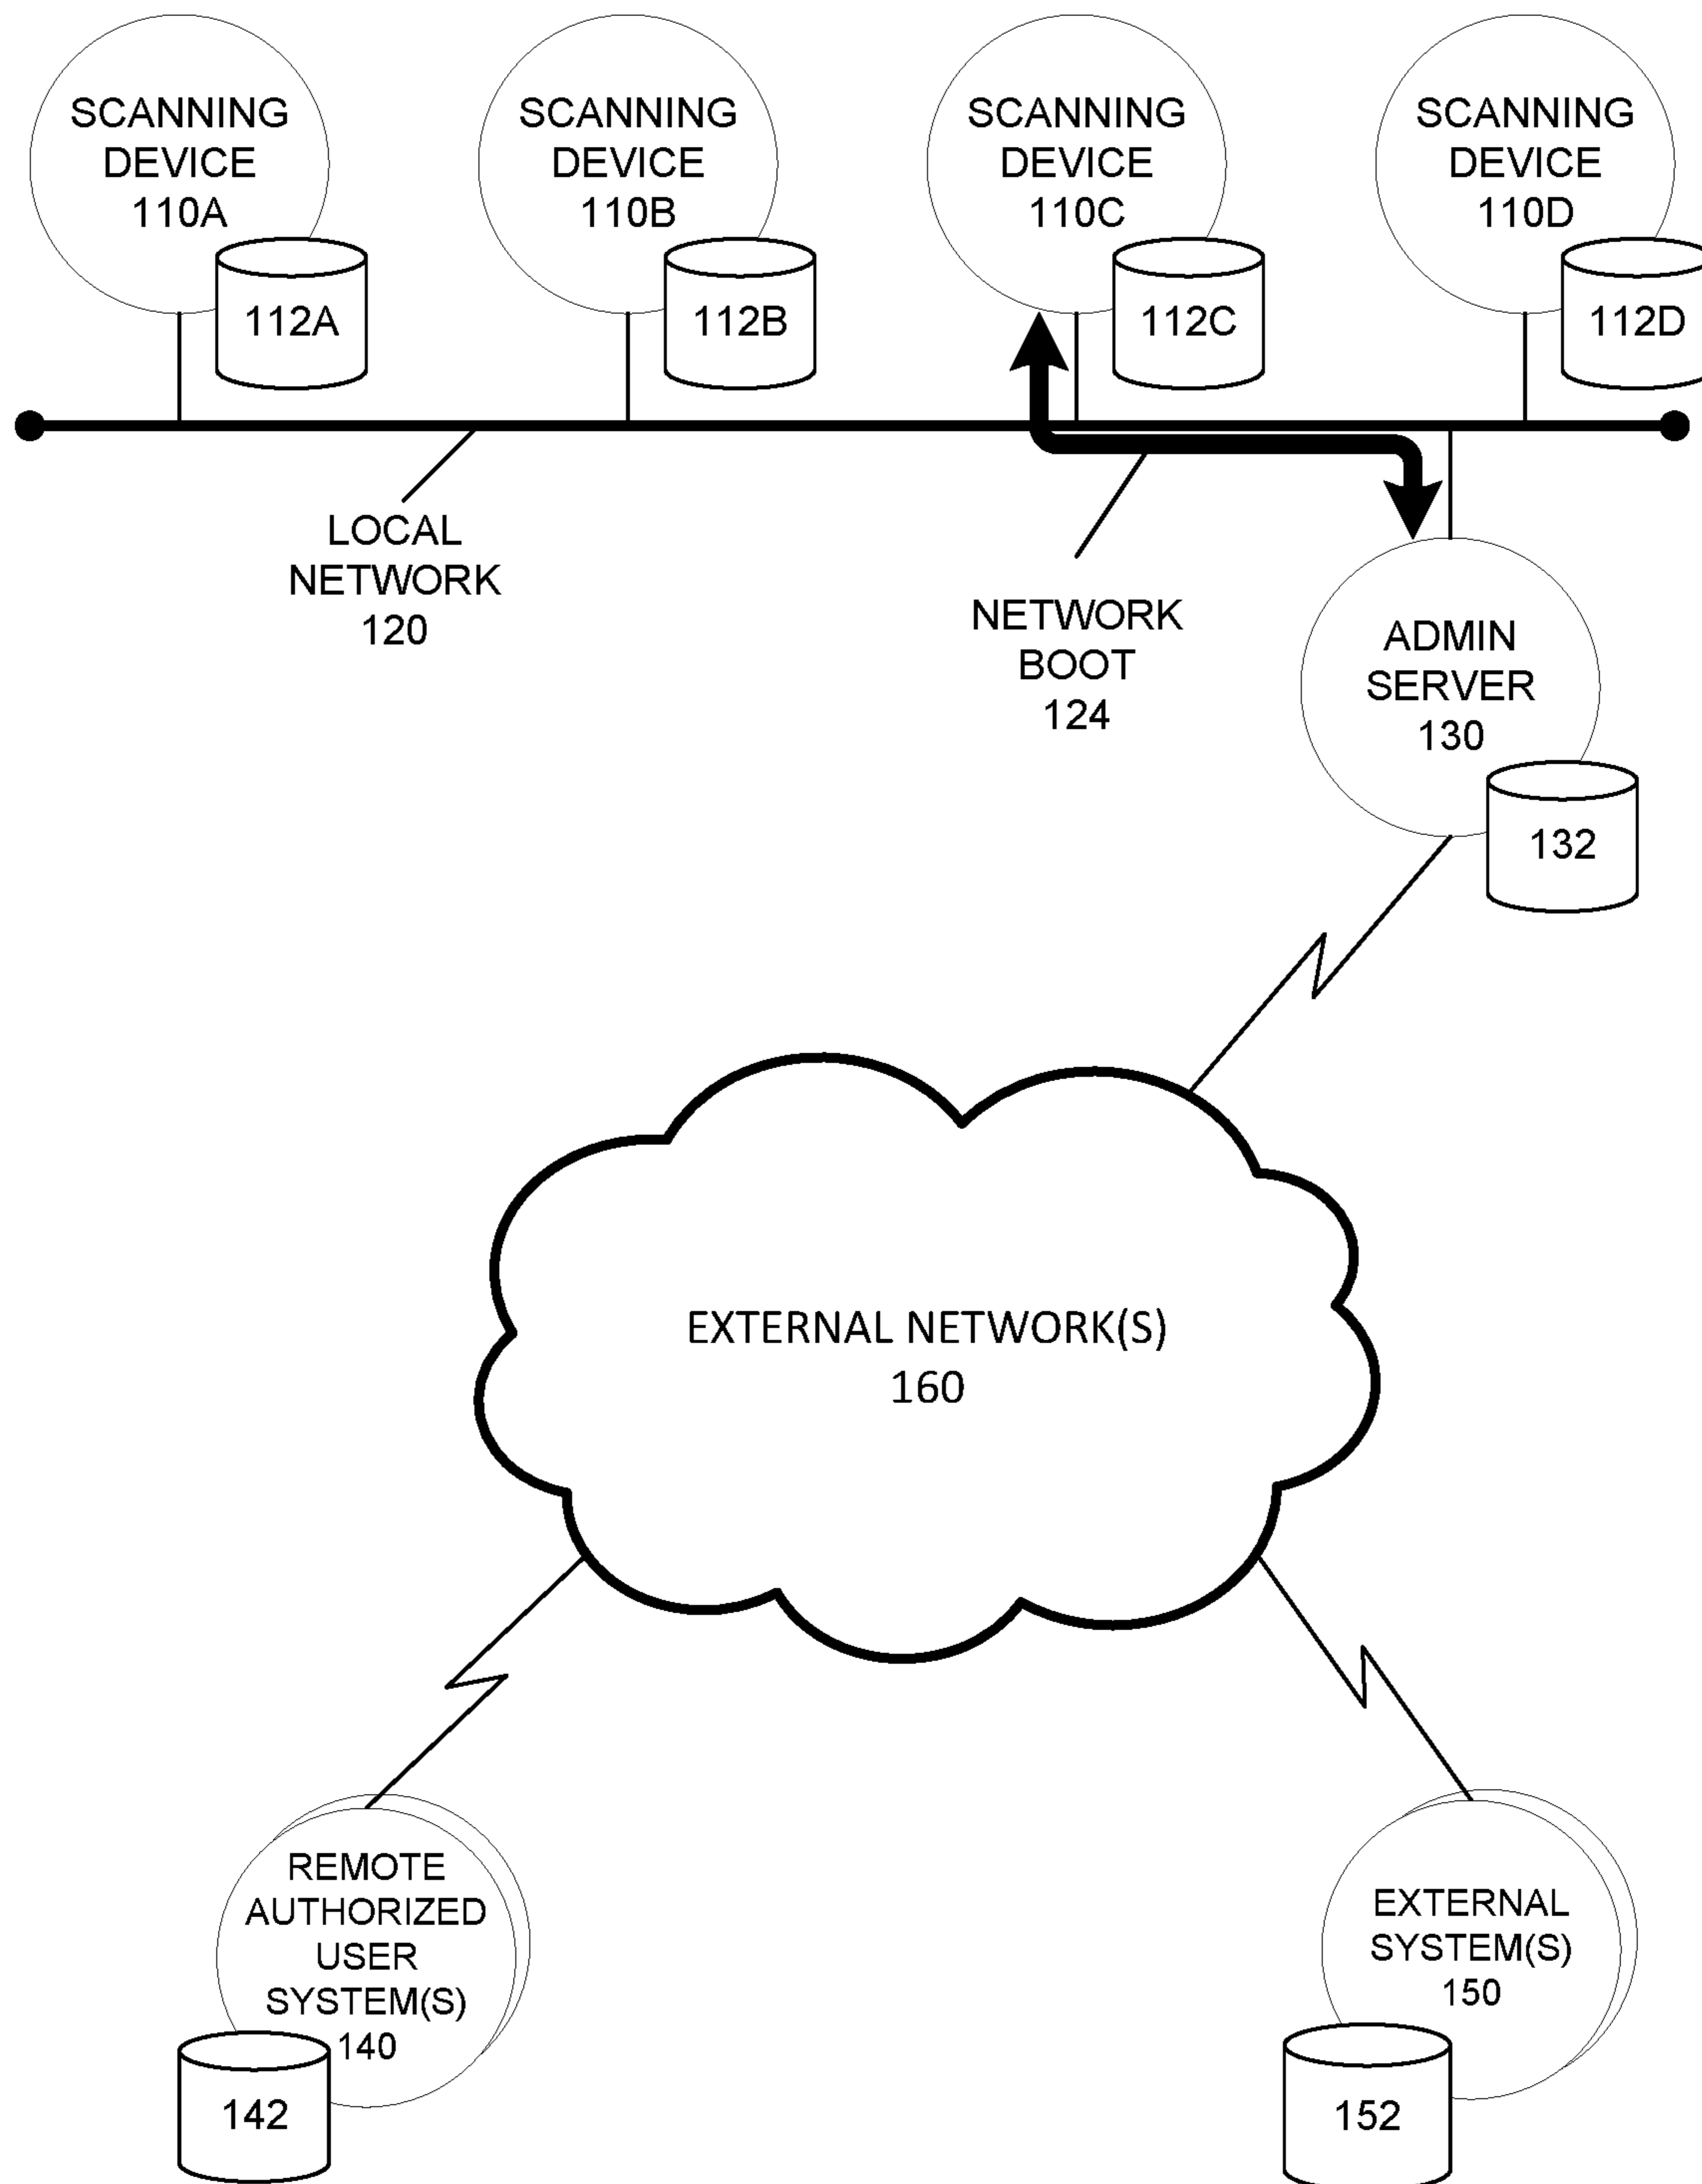 SCANNING
DEVICE
110A
112A
SCANNING
DEVICE
110B
112B
SCANNING
DEVICE
110C
112C
SCANNING
DEVICE
110D
112D
LOCAL
NETWORK
120
NETWORK
BOOT
124
ADMIN
SERVER
130
132
EXTERNAL NETWORK(S)
160
REMOTE
AUTHORIZED
USER
SYSTEM(S)
140
142
EXTERNAL
SYSTEM(S)
150
152